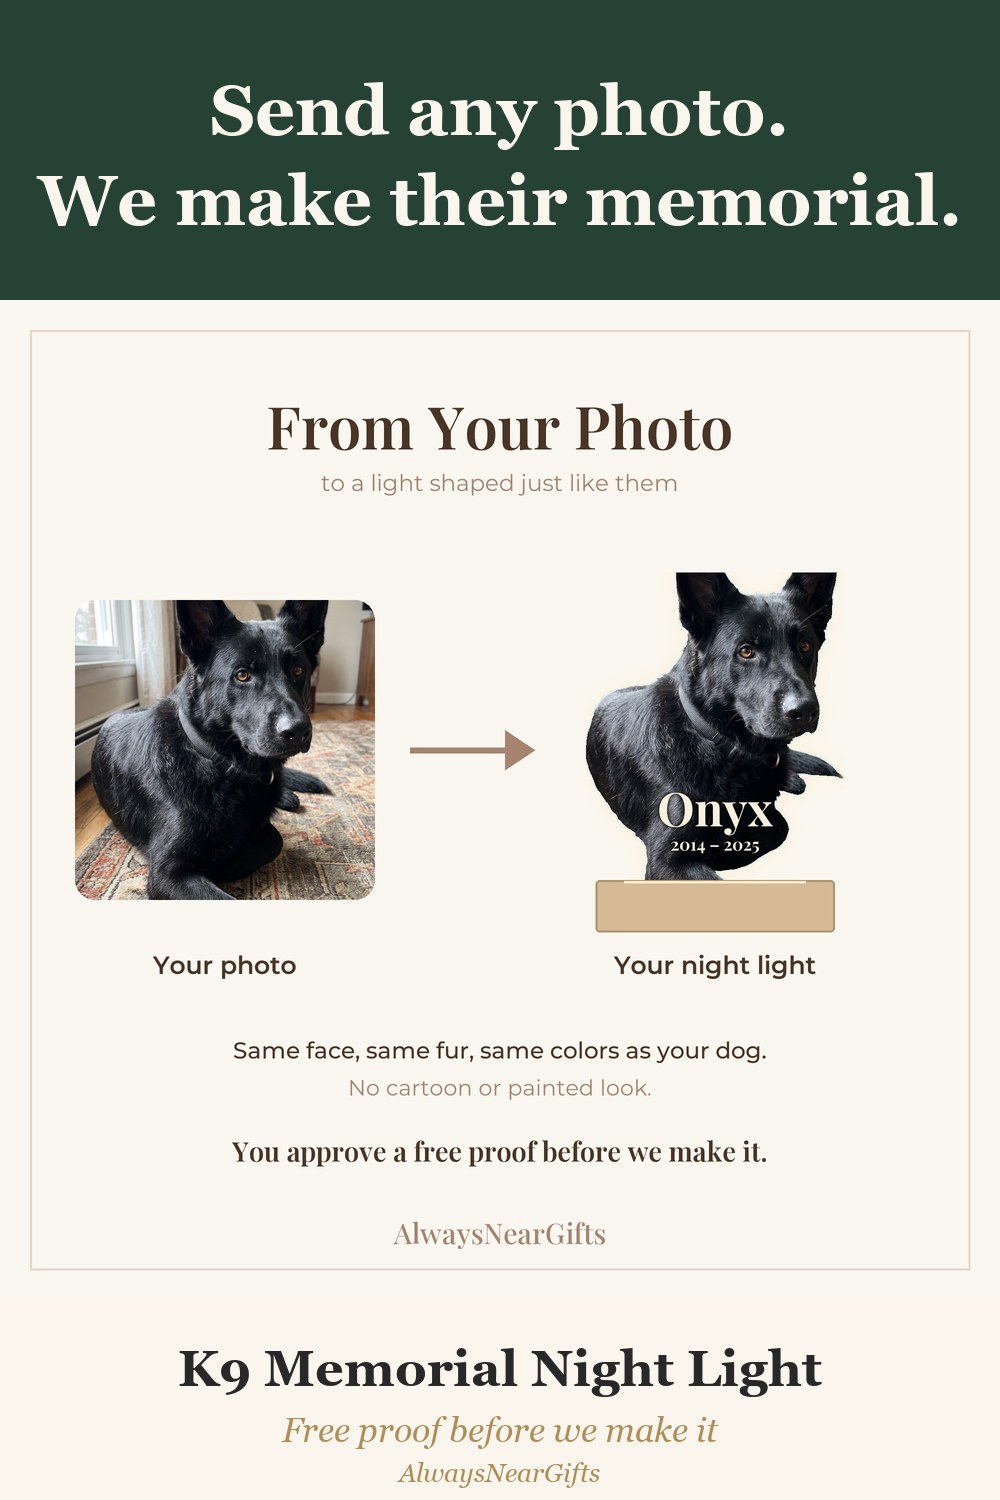 Send any photo.
We make their memorial.
From Your Photo
to a light shaped just like them
Onyx
2014 – 2025
Your photo
Your night light
Same face, same fur, same colors as your dog.
No cartoon or painted look.
You approve a free proof before we make it.
AlwaysNearGifts
K9 Memorial Night Light
Free proof before we make it
AlwaysNearGifts